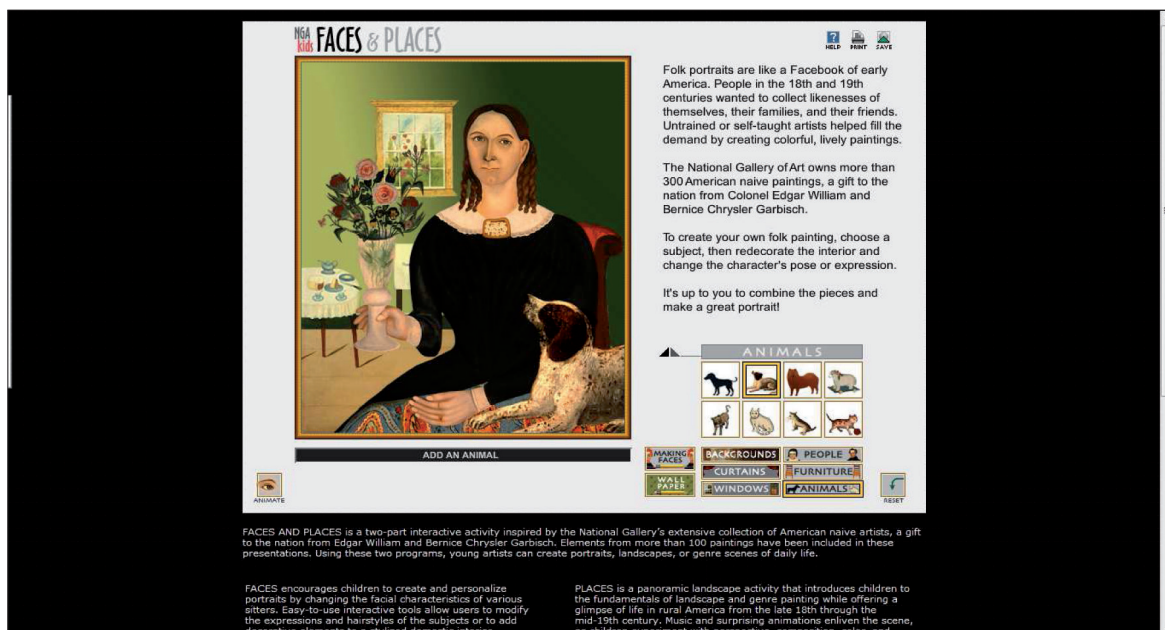 NGA kids FACES & PLACES
HELP PRINT SAVE
Folk portraits are like a Facebook of early
America. People in the 18th and 19th
centuries wanted to collect likenesses of
themselves, their families, and their friends.
Untrained or self-taught artists helped fill the
demand by creating colorful, lively paintings.
The National Gallery of Art owns more than
300 American naive paintings, a gift to the
nation from Colonel Edgar William and
Bernice Chrysler Garbisch.
To create your own folk painting, choose a
subject, then redecorate the interior and
change the character's pose or expression.
It's up to you to combine the pieces and
make a great portrait!
ANIMALS
ADD AN ANIMAL
MAKING FACES
BACKGROUNDS PEOPLE
CURTAINS FURNITURE
WALL PAPER
WINDOWS ANIMALS
ANIMATE
RESET
FACES AND PLACES is a two-part interactive activity inspired by the National Gallery's extensive collection of American naive artists, a gift
to the nation from Edgar William and Bernice Chrysler Garbisch. Elements from more than 100 paintings have been included in these
presentations. Using these two programs, young artists can create portraits, landscapes, or genre scenes of daily life.
FACES encourages children to create and personalize
portraits by changing the facial characteristics of various
sitters. Easy-to-use interactive tools allow users to modify
the expressions and hairstyles of the subjects or to add
PLACES is a panoramic landscape activity that introduces children to
the fundamentals of landscape and genre painting while offering a
glimpse of life in rural America from the late 18th through the
mid-19th century. Music and surprising animations enliven the scene,